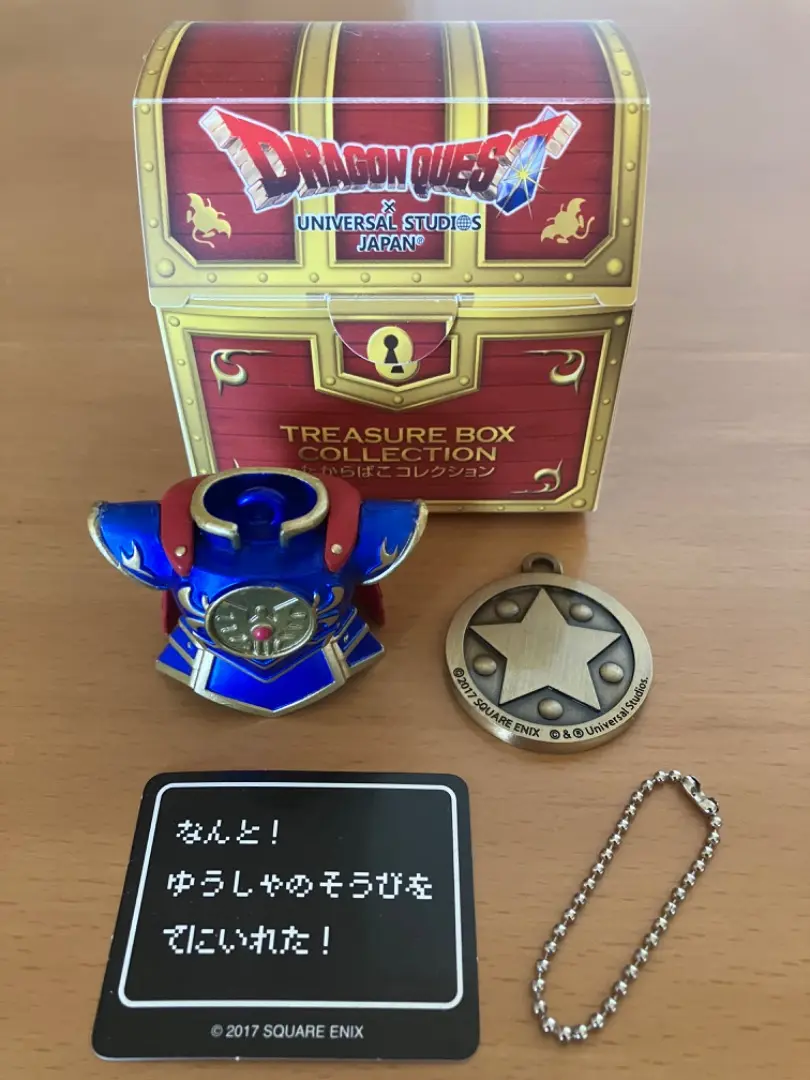 DRAGON QUEST
×
UNIVERSAL STUDIOS
JAPAN®
TREASURE BOX
COLLECTION
たからばこコレクション
©2017 SQUARE ENIX ©&®Universal Studios.
なんと！
ゆうしゃのそうびを
てにいれた！
© 2017 SQUARE ENIX